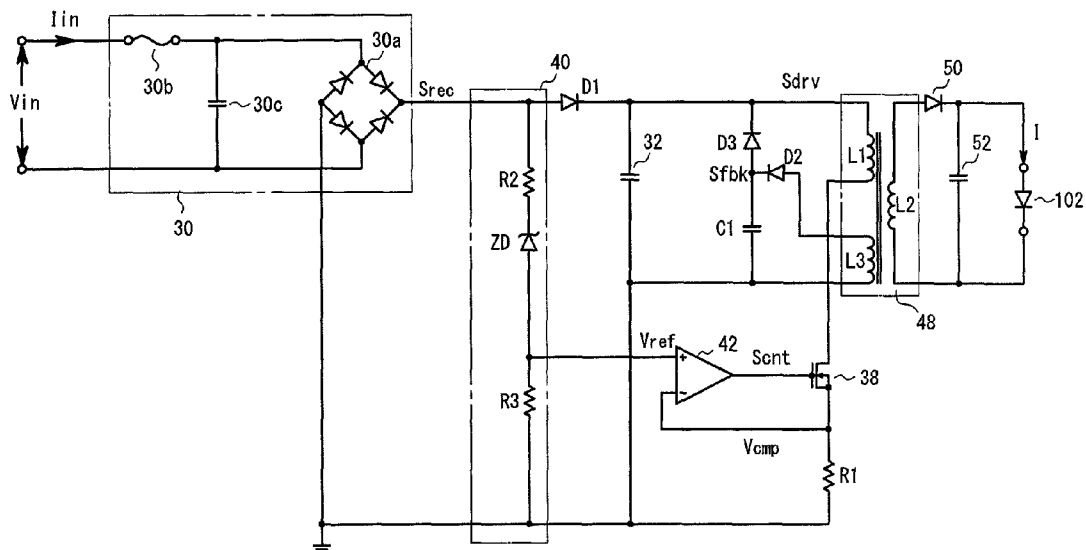 Iin
Vin
30b
30c
30a
30
Srec
40
D1
R2
ZD
R3
32
Sdrv
D3
D2
Sfbk
C1
L1
L2
L3
48
50
52
I
102
Vref
42
Scnt
38
Vcmp
R1
+
-